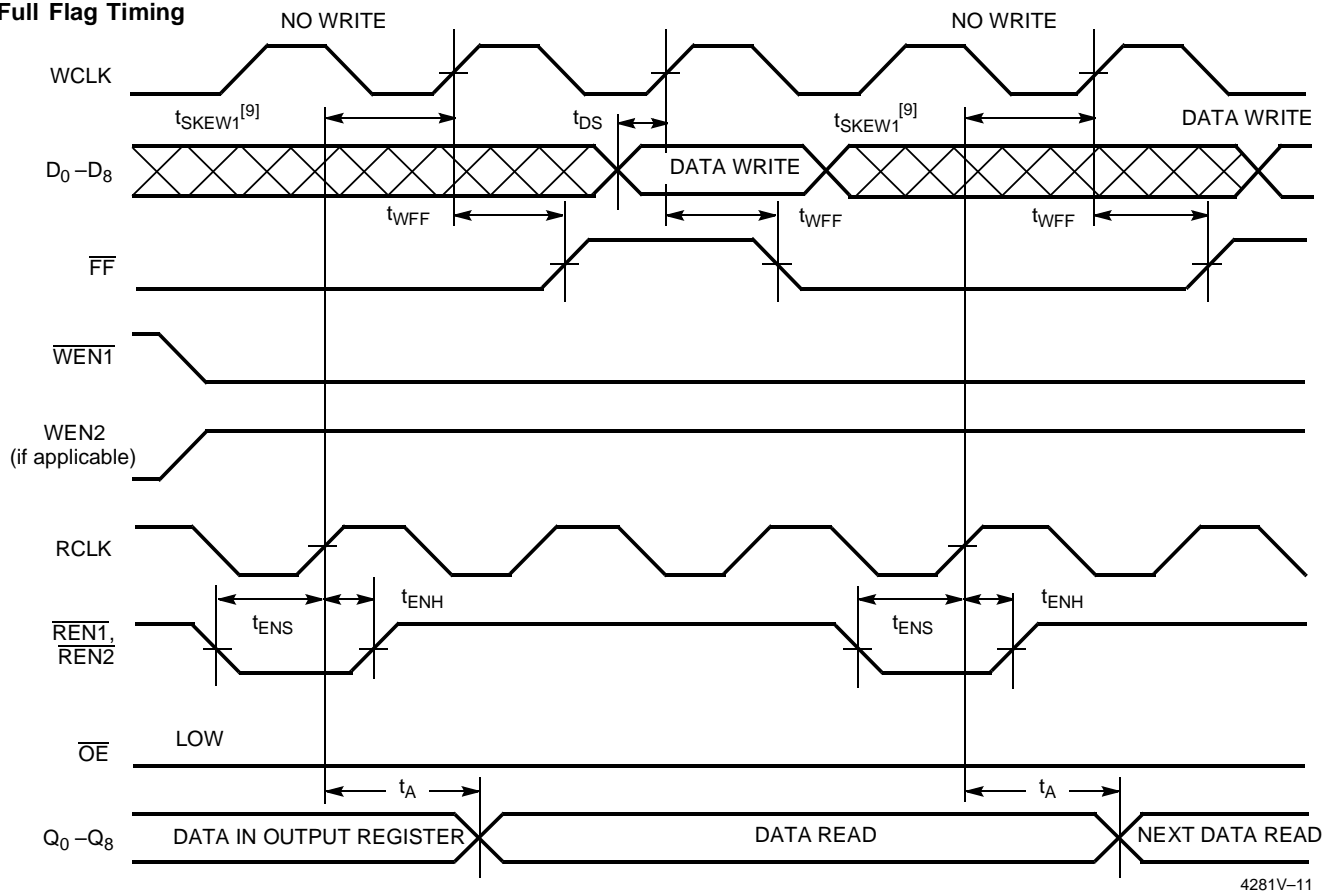 Full Flag Timing
NO WRITE
NO WRITE
WCLK
tSKEW1[9]
tDS
tSKEW1[9]
DATA WRITE
D0 –D8
DATA WRITE
tWFF
tWFF
tWFF
FF
WEN1
WEN2
(if applicable)
RCLK
tENS
tENH
tENS
tENH
REN1,
REN2
OE
LOW
tA
tA
Q0 –Q8
DATA IN OUTPUT REGISTER
DATA READ
NEXT DATA READ
4281V–11